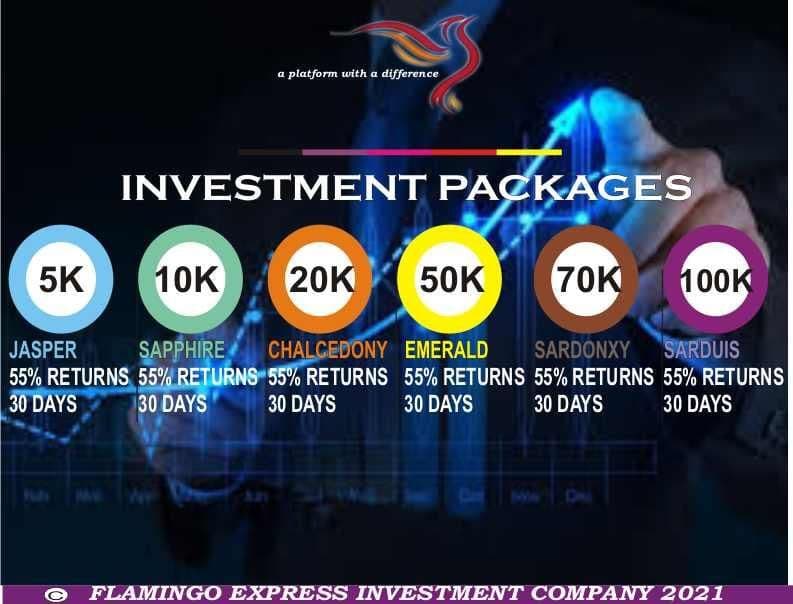 a platform with a difference
INVESTMENT PACKAGES
5K 10K 20K 50K 70K 100K
JASPER SAPPHIRE CHALCEDONY EMERALD SARDONXY SARDUIS
55% RETURNS 55% RETURNS 55% RETURNS 55% RETURNS 55% RETURNS 55% RETURNS
30 DAYS 30 DAYS 30 DAYS 30 DAYS 30 DAYS 30 DAYS
© FLAMINGO EXPRESS INVESTMENT COMPANY 2021